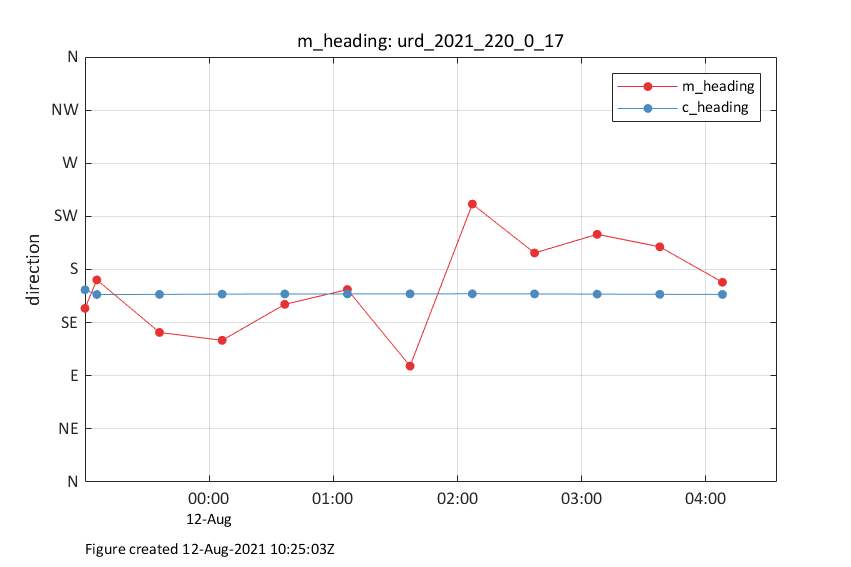 m_heading: urd_2021_220_0_17
N
NW
W
SW
S
SE
E
NE
N
direction
m_heading
c_heading
00:00
01:00
02:00
03:00
04:00
12-Aug
Figure created 12-Aug-2021 10:25:03Z